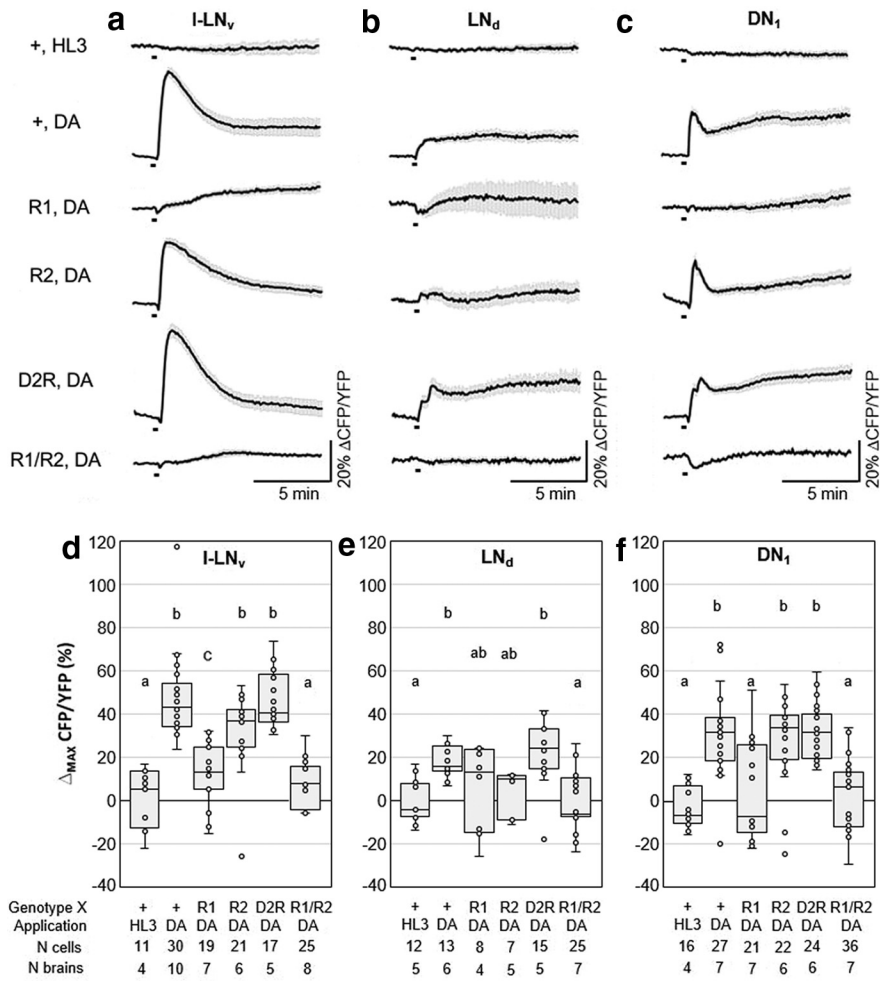 a b c
l-LNv LNd DN1
+, HL3
+, DA
R1, DA
R2, DA
D2R, DA
R1/R2, DA
20% ΔCFP/YFP 20% ΔCFP/YFP 20% ΔCFP/YFP
5 min 5 min 5 min
d e f
l-LNv LNd DN1
120 120 120
100 100 100
80 80 80
60 60 60
40 40 40
20 20 20
0 0 0
-20 -20 -20
-40 -40 -40
△MAX CFP/YFP (%)
a b c b b a
a b ab ab b a
a b a b b a
Genotype X + + R1 R2 D2R R1/R2 + + R1 R2 D2R R1/R2 + + R1 R2 D2R R1/R2
Application HL3 DA DA DA DA DA HL3 DA DA DA DA DA HL3 DA DA DA DA DA
N cells 11 30 19 21 17 25 12 13 8 7 15 25 16 27 21 22 24 36
N brains 4 10 7 6 5 8 5 6 4 5 5 7 4 7 7 6 6 7